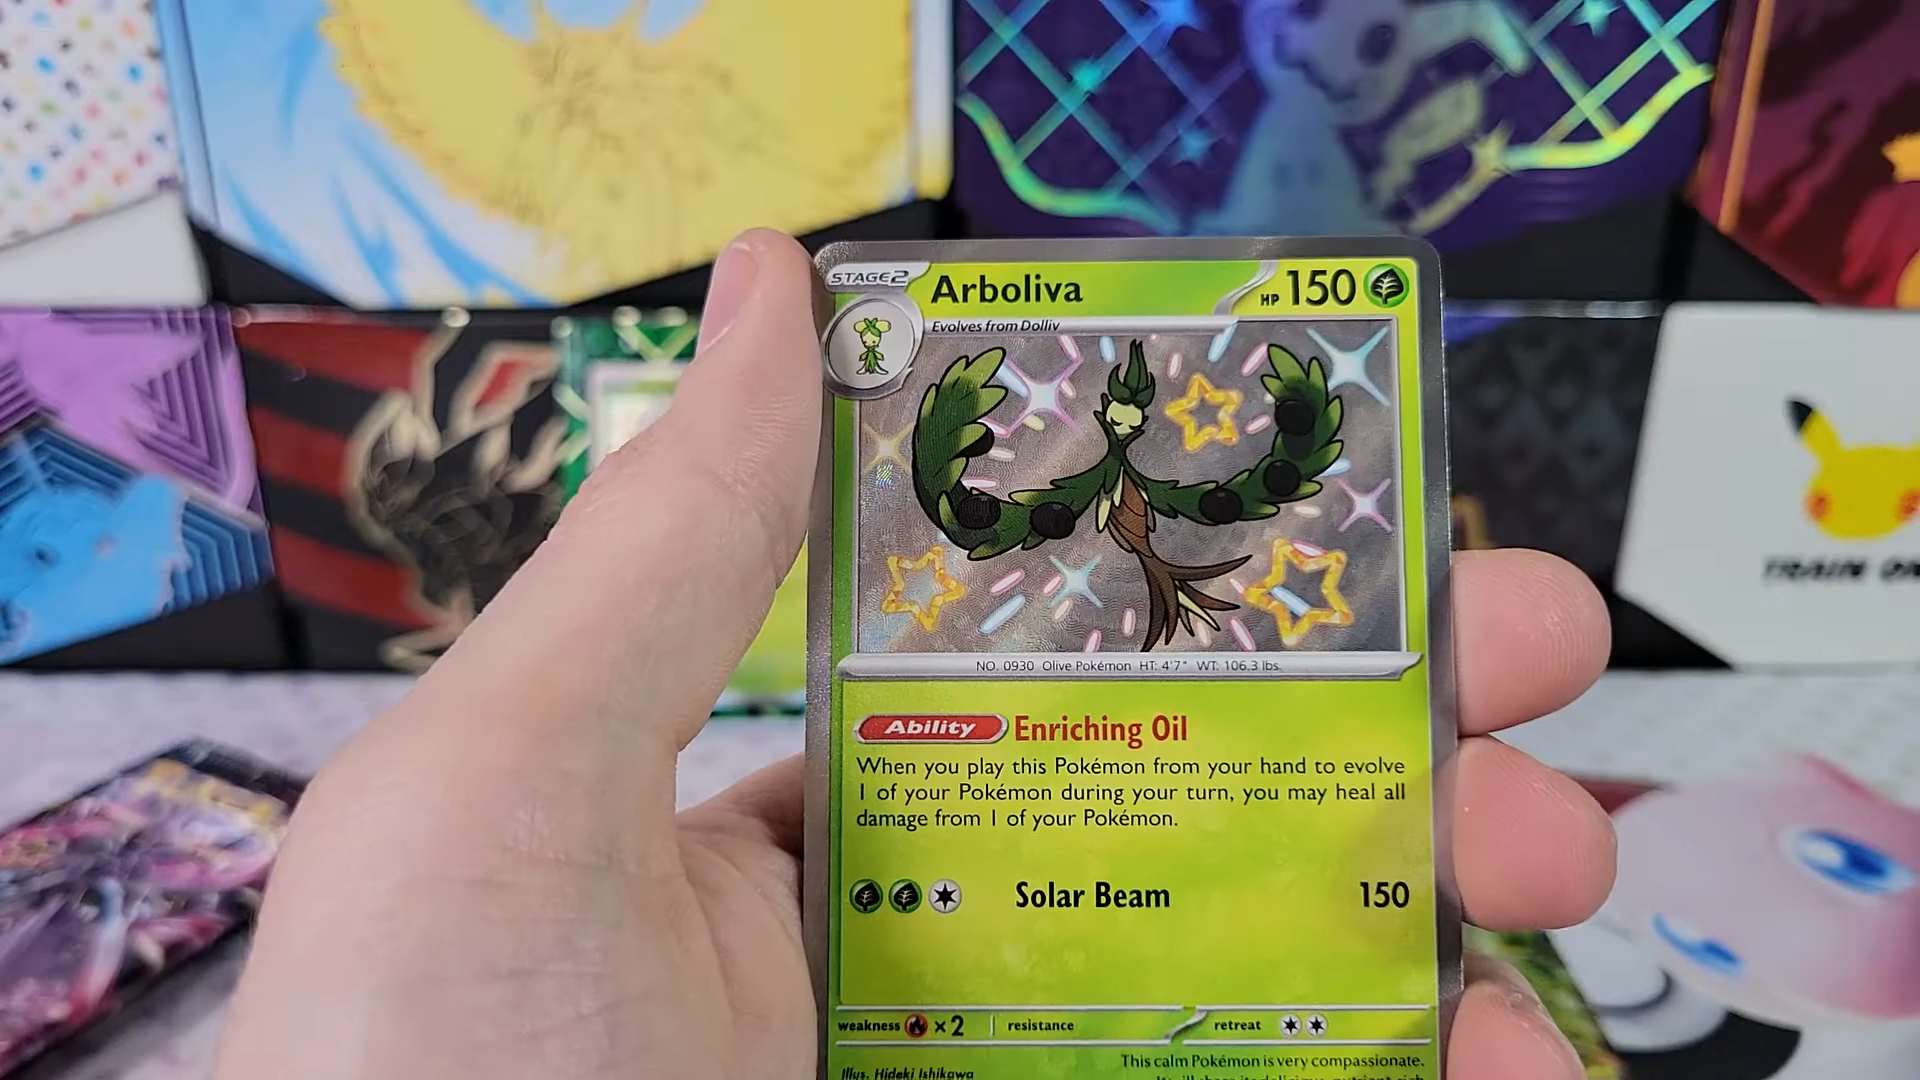 STAGE2
Arboliva
HP 150
Evolves from Dolliv
NO. 0930 Olive Pokémon HT: 4'7" WT: 106.3 lbs.
Ability Enriching Oil
When you play this Pokémon from your hand to evolve
1 of your Pokémon during your turn, you may heal all
damage from 1 of your Pokémon.
Solar Beam 150
weakness ×2 resistance retreat
Illus. Hideki Ishikawa
This calm Pokémon is very compassionate.
TRAIN ON